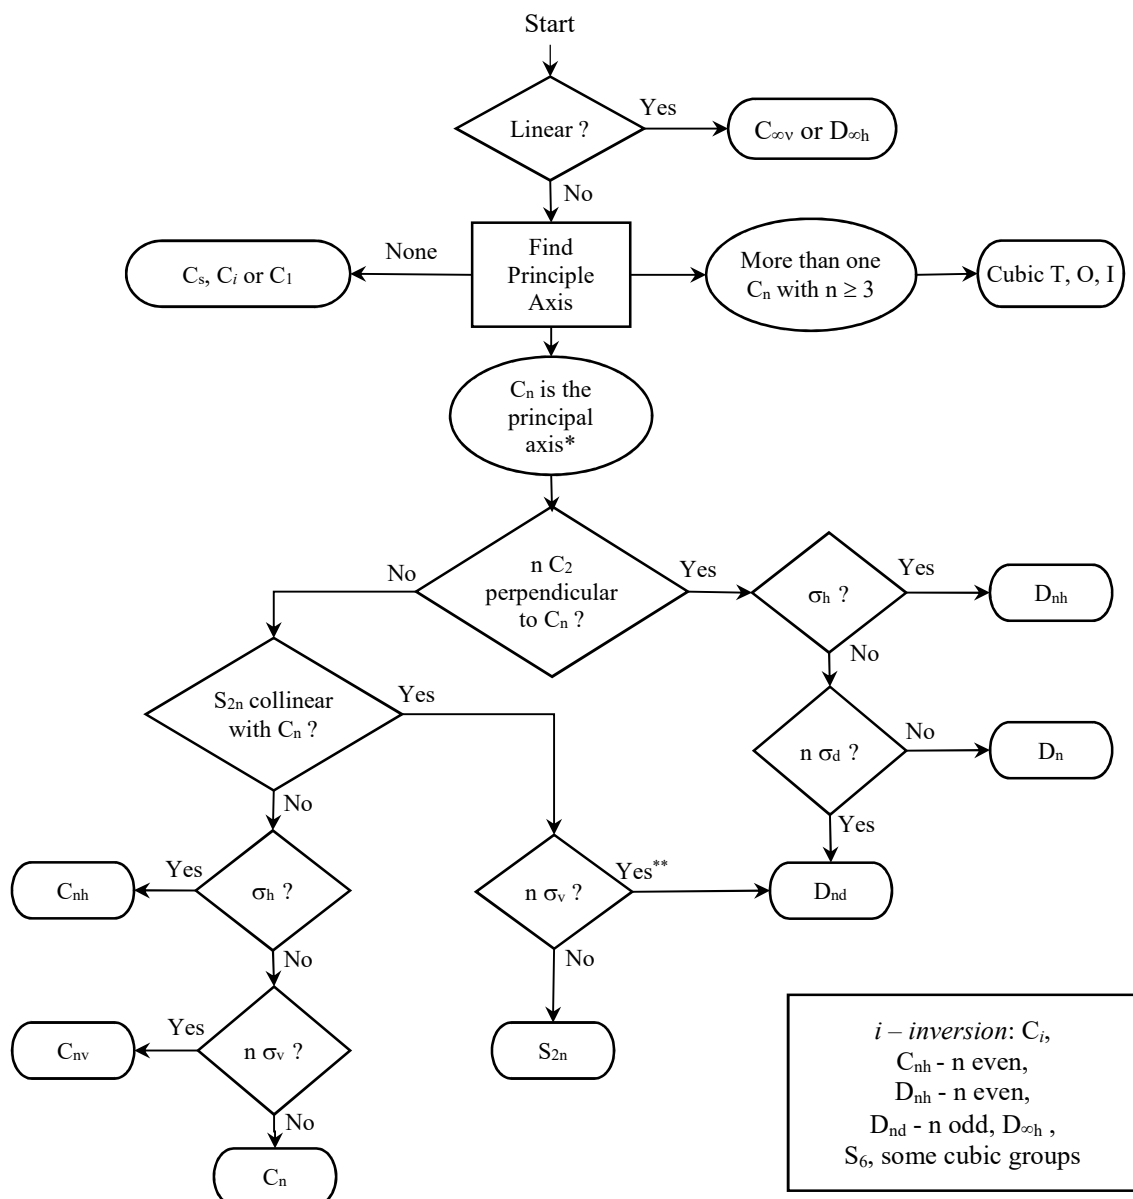 Start
Linear ?
Yes
C∞v or D∞h
No
None
Cs, Ci or C1
Find
Principle
Axis
More than one
Cn with n ≥ 3
Cubic T, O, I
Cn is the
principal
axis*
n C2
perpendicular
to Cn ?
No
Yes
σh ?
Yes
Dnh
No
S2n collinear
with Cn ?
Yes
n σd ?
No
Dn
No
Yes
σh ?
Yes
Cnh
n σv ?
Yes**
Dnd
No
No
n σv ?
Yes
Cnv
S2n
No
Cn
i – inversion: Ci,
Cnh - n even,
Dnh - n even,
Dnd - n odd, D∞h ,
S6, some cubic groups